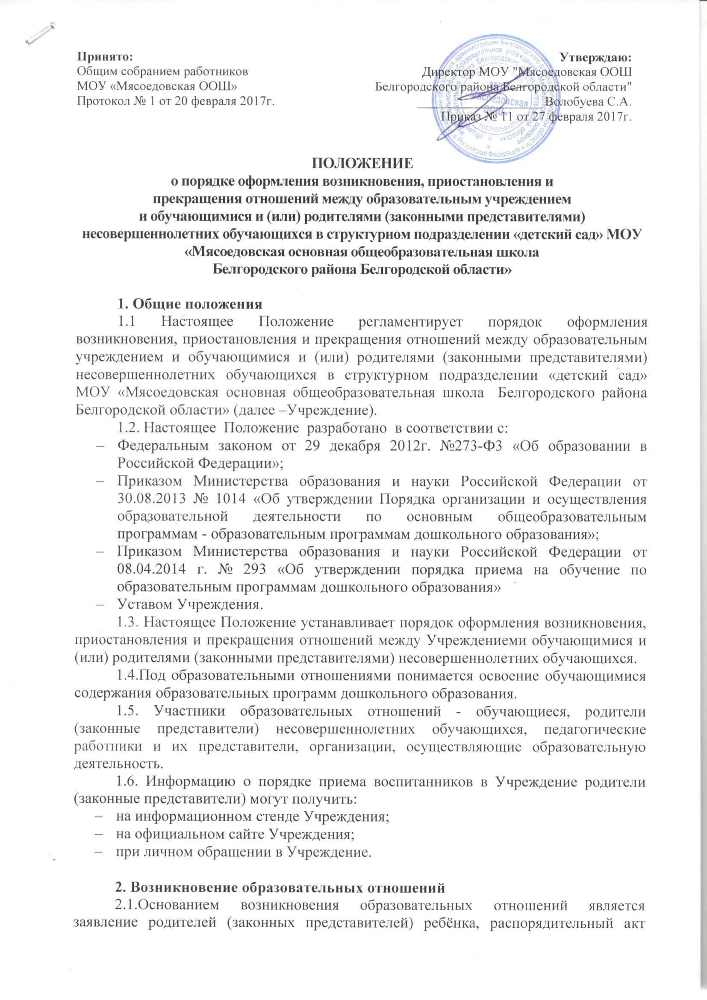 Принято:
Общим собранием работников
МОУ «Мясоедовская ООШ»
Протокол № 1 от 20 февраля 2017г.
Утверждаю:
Директор МОУ "Мясоедовская ООШ
Белгородского района Белгородской области"
Волобуева С.А.
Приказ № 11 от 27 февраля 2017г.
«Мясоедовская
ООШ»
Российская Федерация
ПОЛОЖЕНИЕ
о порядке оформления возникновения, приостановления и
прекращения отношений между образовательным учреждением
и обучающимися и (или) родителями (законными представителями)
несовершеннолетних обучающихся в структурном подразделении «детский сад» МОУ
«Мясоедовская основная общеобразовательная школа
Белгородского района Белгородской области»
1. Общие положения
1.1 Настоящее Положение регламентирует порядок оформления
возникновения, приостановления и прекращения отношений между образовательным
учреждением и обучающимися и (или) родителями (законными представителями)
несовершеннолетних обучающихся в структурном подразделении «детский сад»
МОУ «Мясоедовская основная общеобразовательная школа Белгородского района
Белгородской области» (далее –Учреждение).
1.2. Настоящее Положение разработано в соответствии с:
– Федеральным законом от 29 декабря 2012г. №273-ФЗ «Об образовании в
Российской Федерации»;
– Приказом Министерства образования и науки Российской Федерации от
30.08.2013 № 1014 «Об утверждении Порядка организации и осуществления
образовательной деятельности по основным общеобразовательным
программам - образовательным программам дошкольного образования»;
– Приказом Министерства образования и науки Российской Федерации от
08.04.2014 г. № 293 «Об утверждении порядка приема на обучение по
образовательным программам дошкольного образования»
– Уставом Учреждения.
1.3. Настоящее Положение устанавливает порядок оформления возникновения,
приостановления и прекращения отношений между Учреждениеми обучающимися и
(или) родителями (законными представителями) несовершеннолетних обучающихся.
1.4.Под образовательными отношениями понимается освоение обучающимися
содержания образовательных программ дошкольного образования.
1.5. Участники образовательных отношений - обучающиеся, родители
(законные представители) несовершеннолетних обучающихся, педагогические
работники и их представители, организации, осуществляющие образовательную
деятельность.
1.6. Информацию о порядке приема воспитанников в Учреждение родители
(законные представители) могут получить:
– на информационном стенде Учреждения;
– на официальном сайте Учреждения;
– при личном обращении в Учреждение.
2. Возникновение образовательных отношений
2.1.Основанием возникновения образовательных отношений является
заявление родителей (законных представителей) ребёнка, распорядительный акт